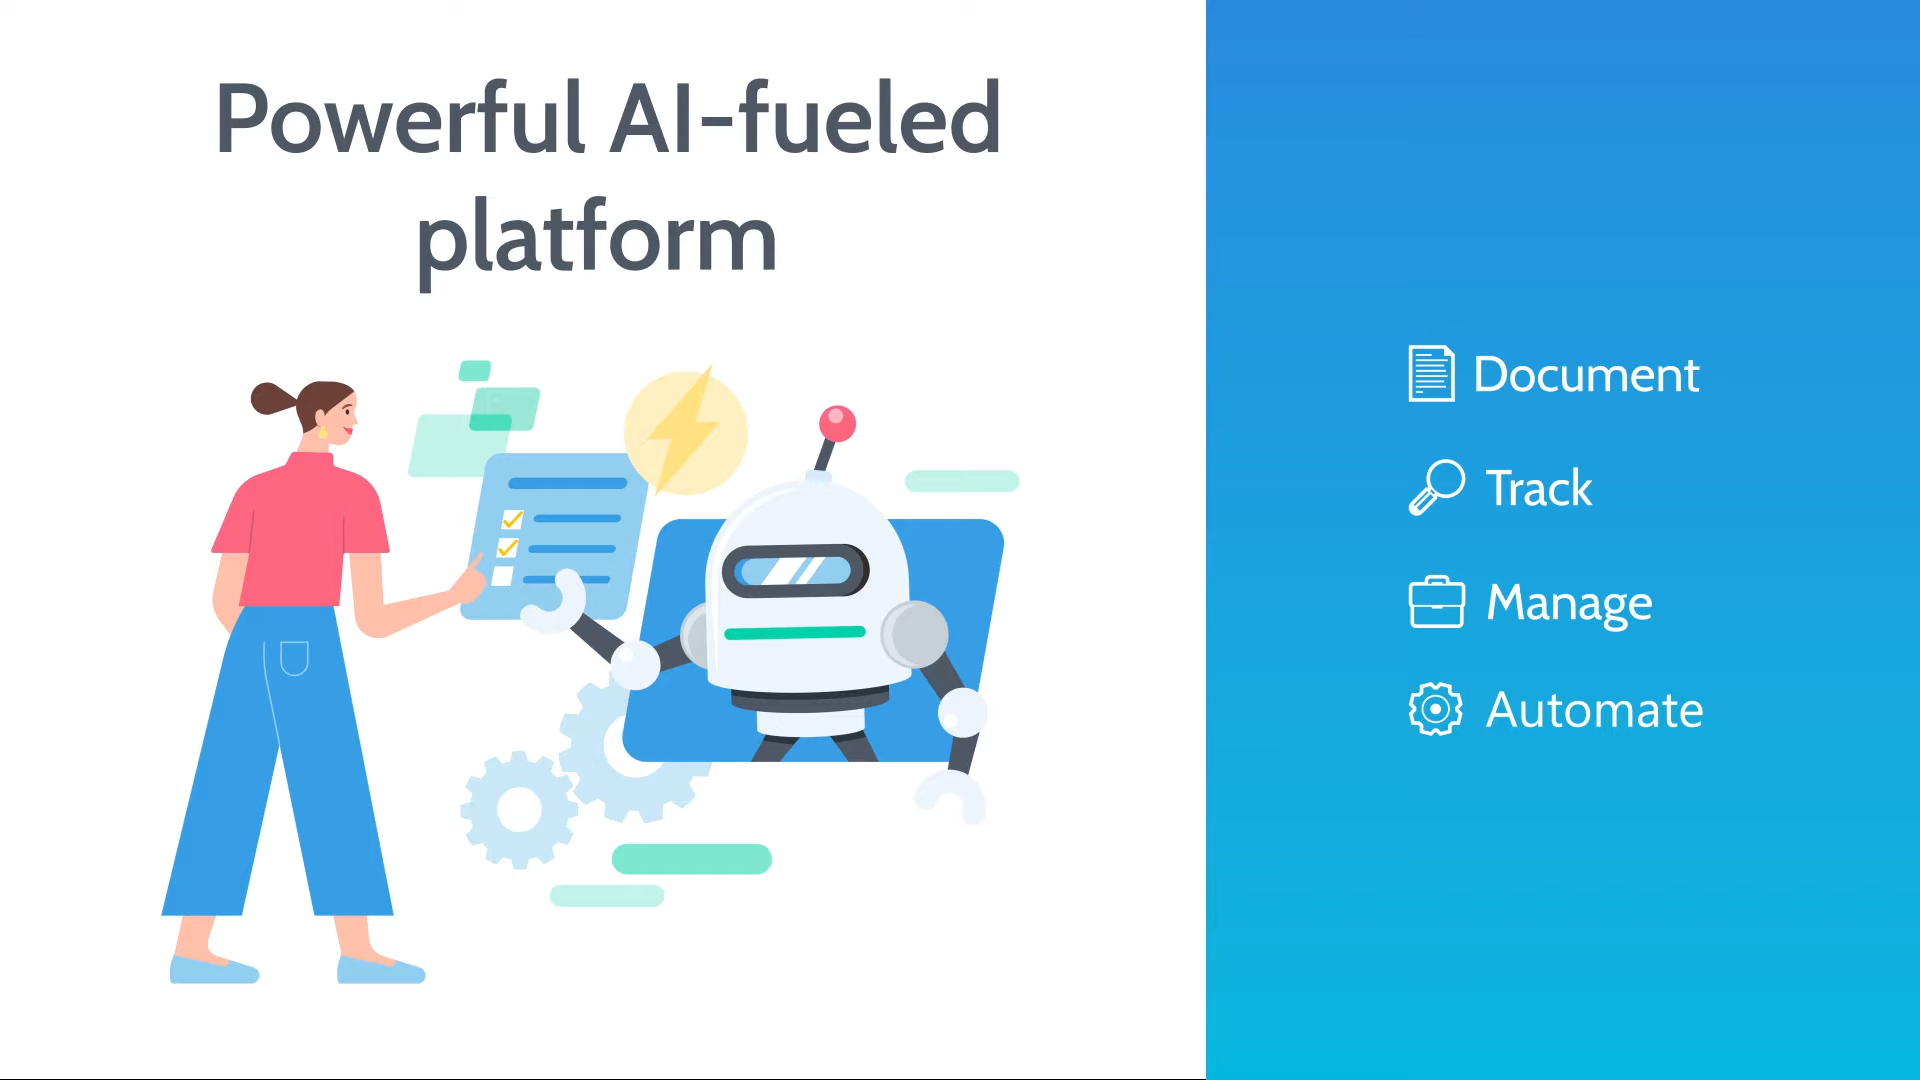 Powerful AI-fueled
platform
Document
Track
Manage
Automate